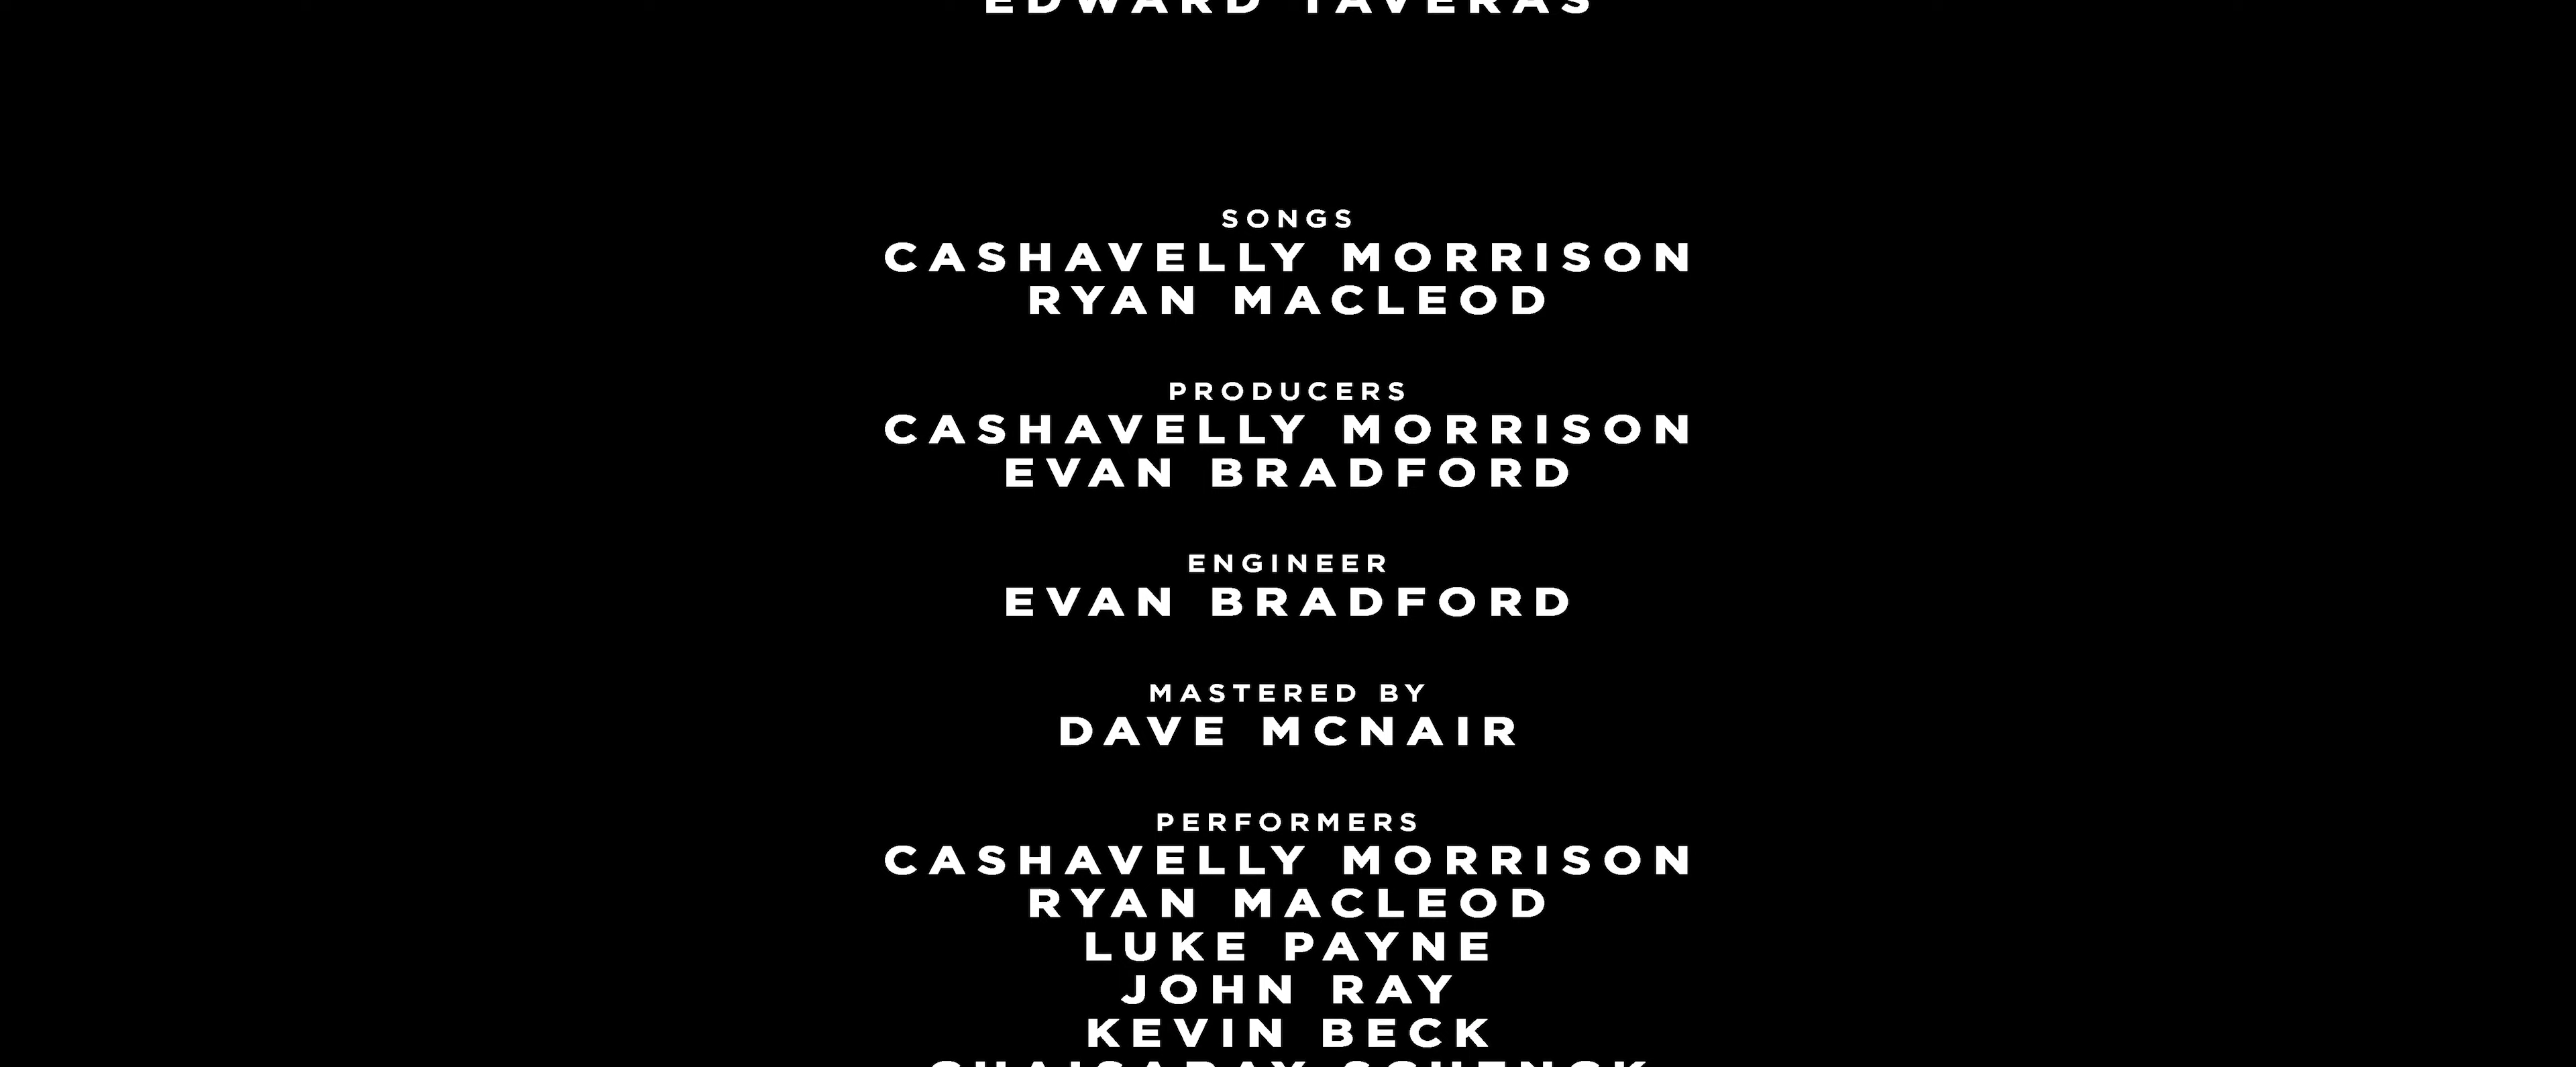 EDWARD TAVERAS
SONGS
CASHAVELLY MORRISON
RYAN MACLEOD
PRODUCERS
CASHAVELLY MORRISON
EVAN BRADFORD
ENGINEER
EVAN BRADFORD
MASTERED BY
DAVE MCNAIR
PERFORMERS
CASHAVELLY MORRISON
RYAN MACLEOD
LUKE PAYNE
JOHN RAY
KEVIN BECK